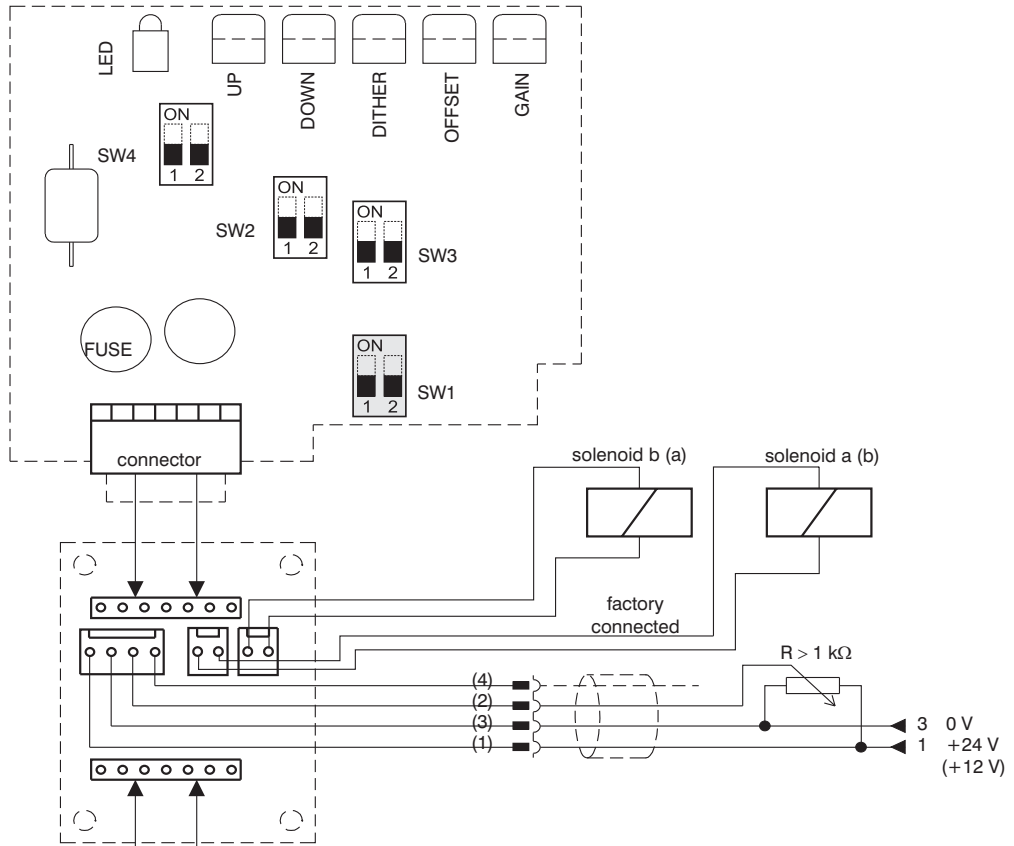 LED
UP
DOWN
DITHER
OFFSET
GAIN
ON
1 2
SW4
ON
1 2
SW2
ON
1 2
SW3
FUSE
ON
1 2
SW1
connector
solenoid b (a)
solenoid a (b)
factory
connected
R > 1 kΩ
(4)
(2)
(3)
(1)
3 0 V
1 +24 V
(+12 V)